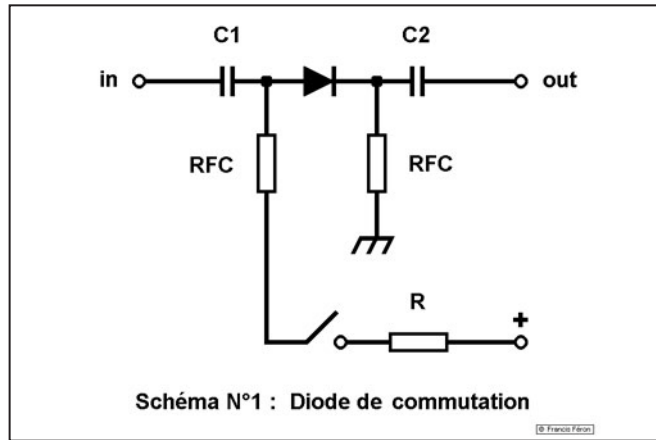 C1
C2
in
out
RFC
RFC
R
+
Schéma N°1 : Diode de commutation
© Francis Féron